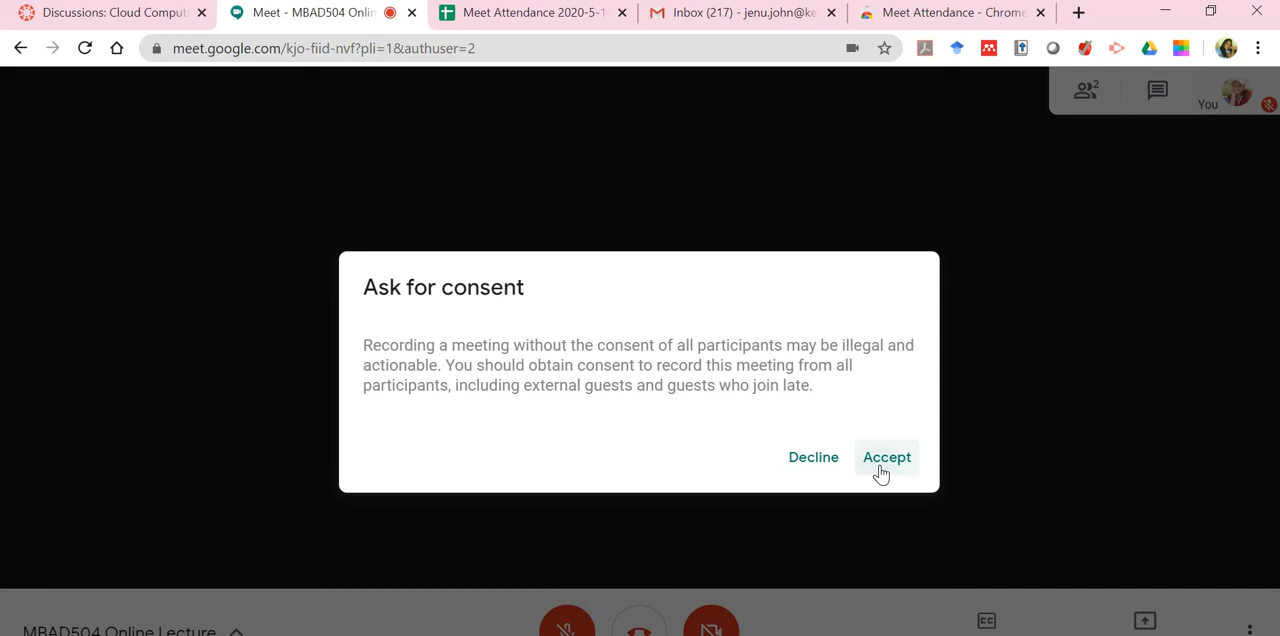 Discussions: Cloud Comput
Meet - MBAD504 Onlin
Meet Attendance 2020-5-1-
Inbox (217) - jenu.john@ke
Meet Attendance - Chrome
meet.google.com/kjo-fiid-nvf?pli=1&authuser=2
2
You
Ask for consent
Recording a meeting without the consent of all participants may be illegal and
actionable. You should obtain consent to record this meeting from all
participants, including external guests and guests who join late.
Decline Accept
MBAD504 Online Lecture
CC